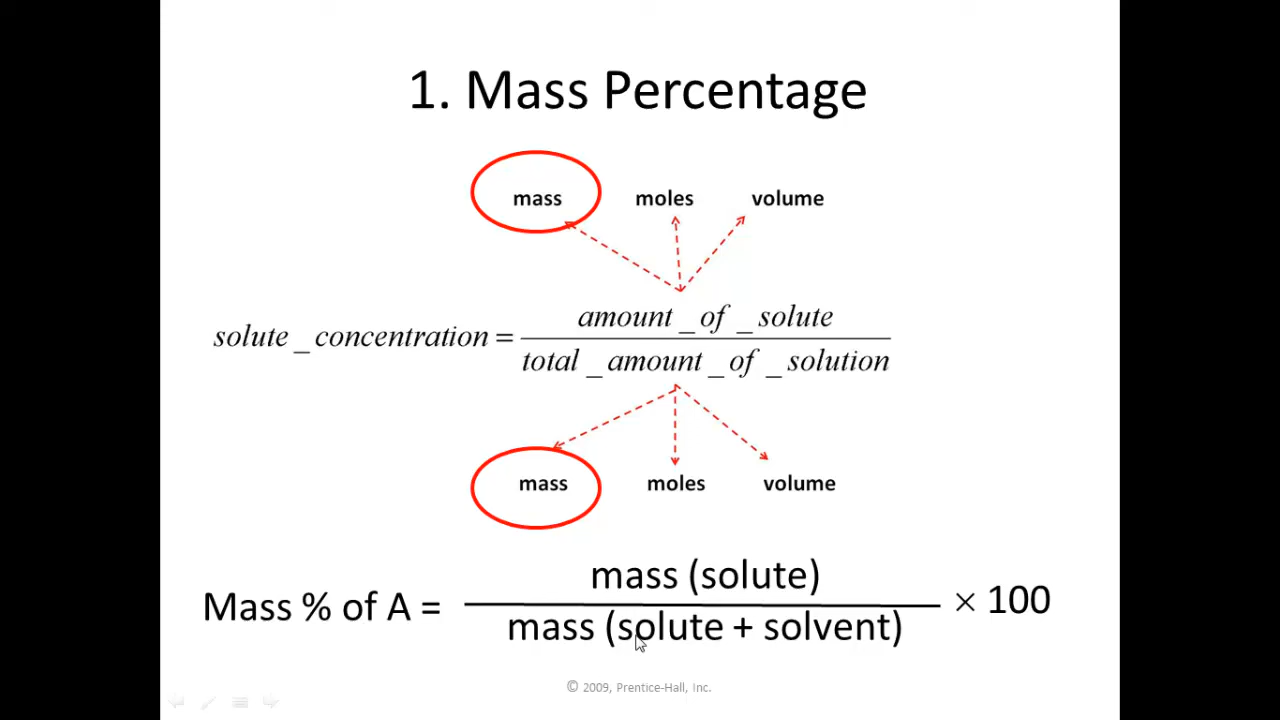 1. Mass Percentage
mass moles volume
solute _ concentration = amount _ of _ solute
total _ amount _ of _ solution
mass moles volume
Mass % of A = mass (solute) × 100
mass (solute + solvent)
© 2009, Prentice-Hall, Inc.